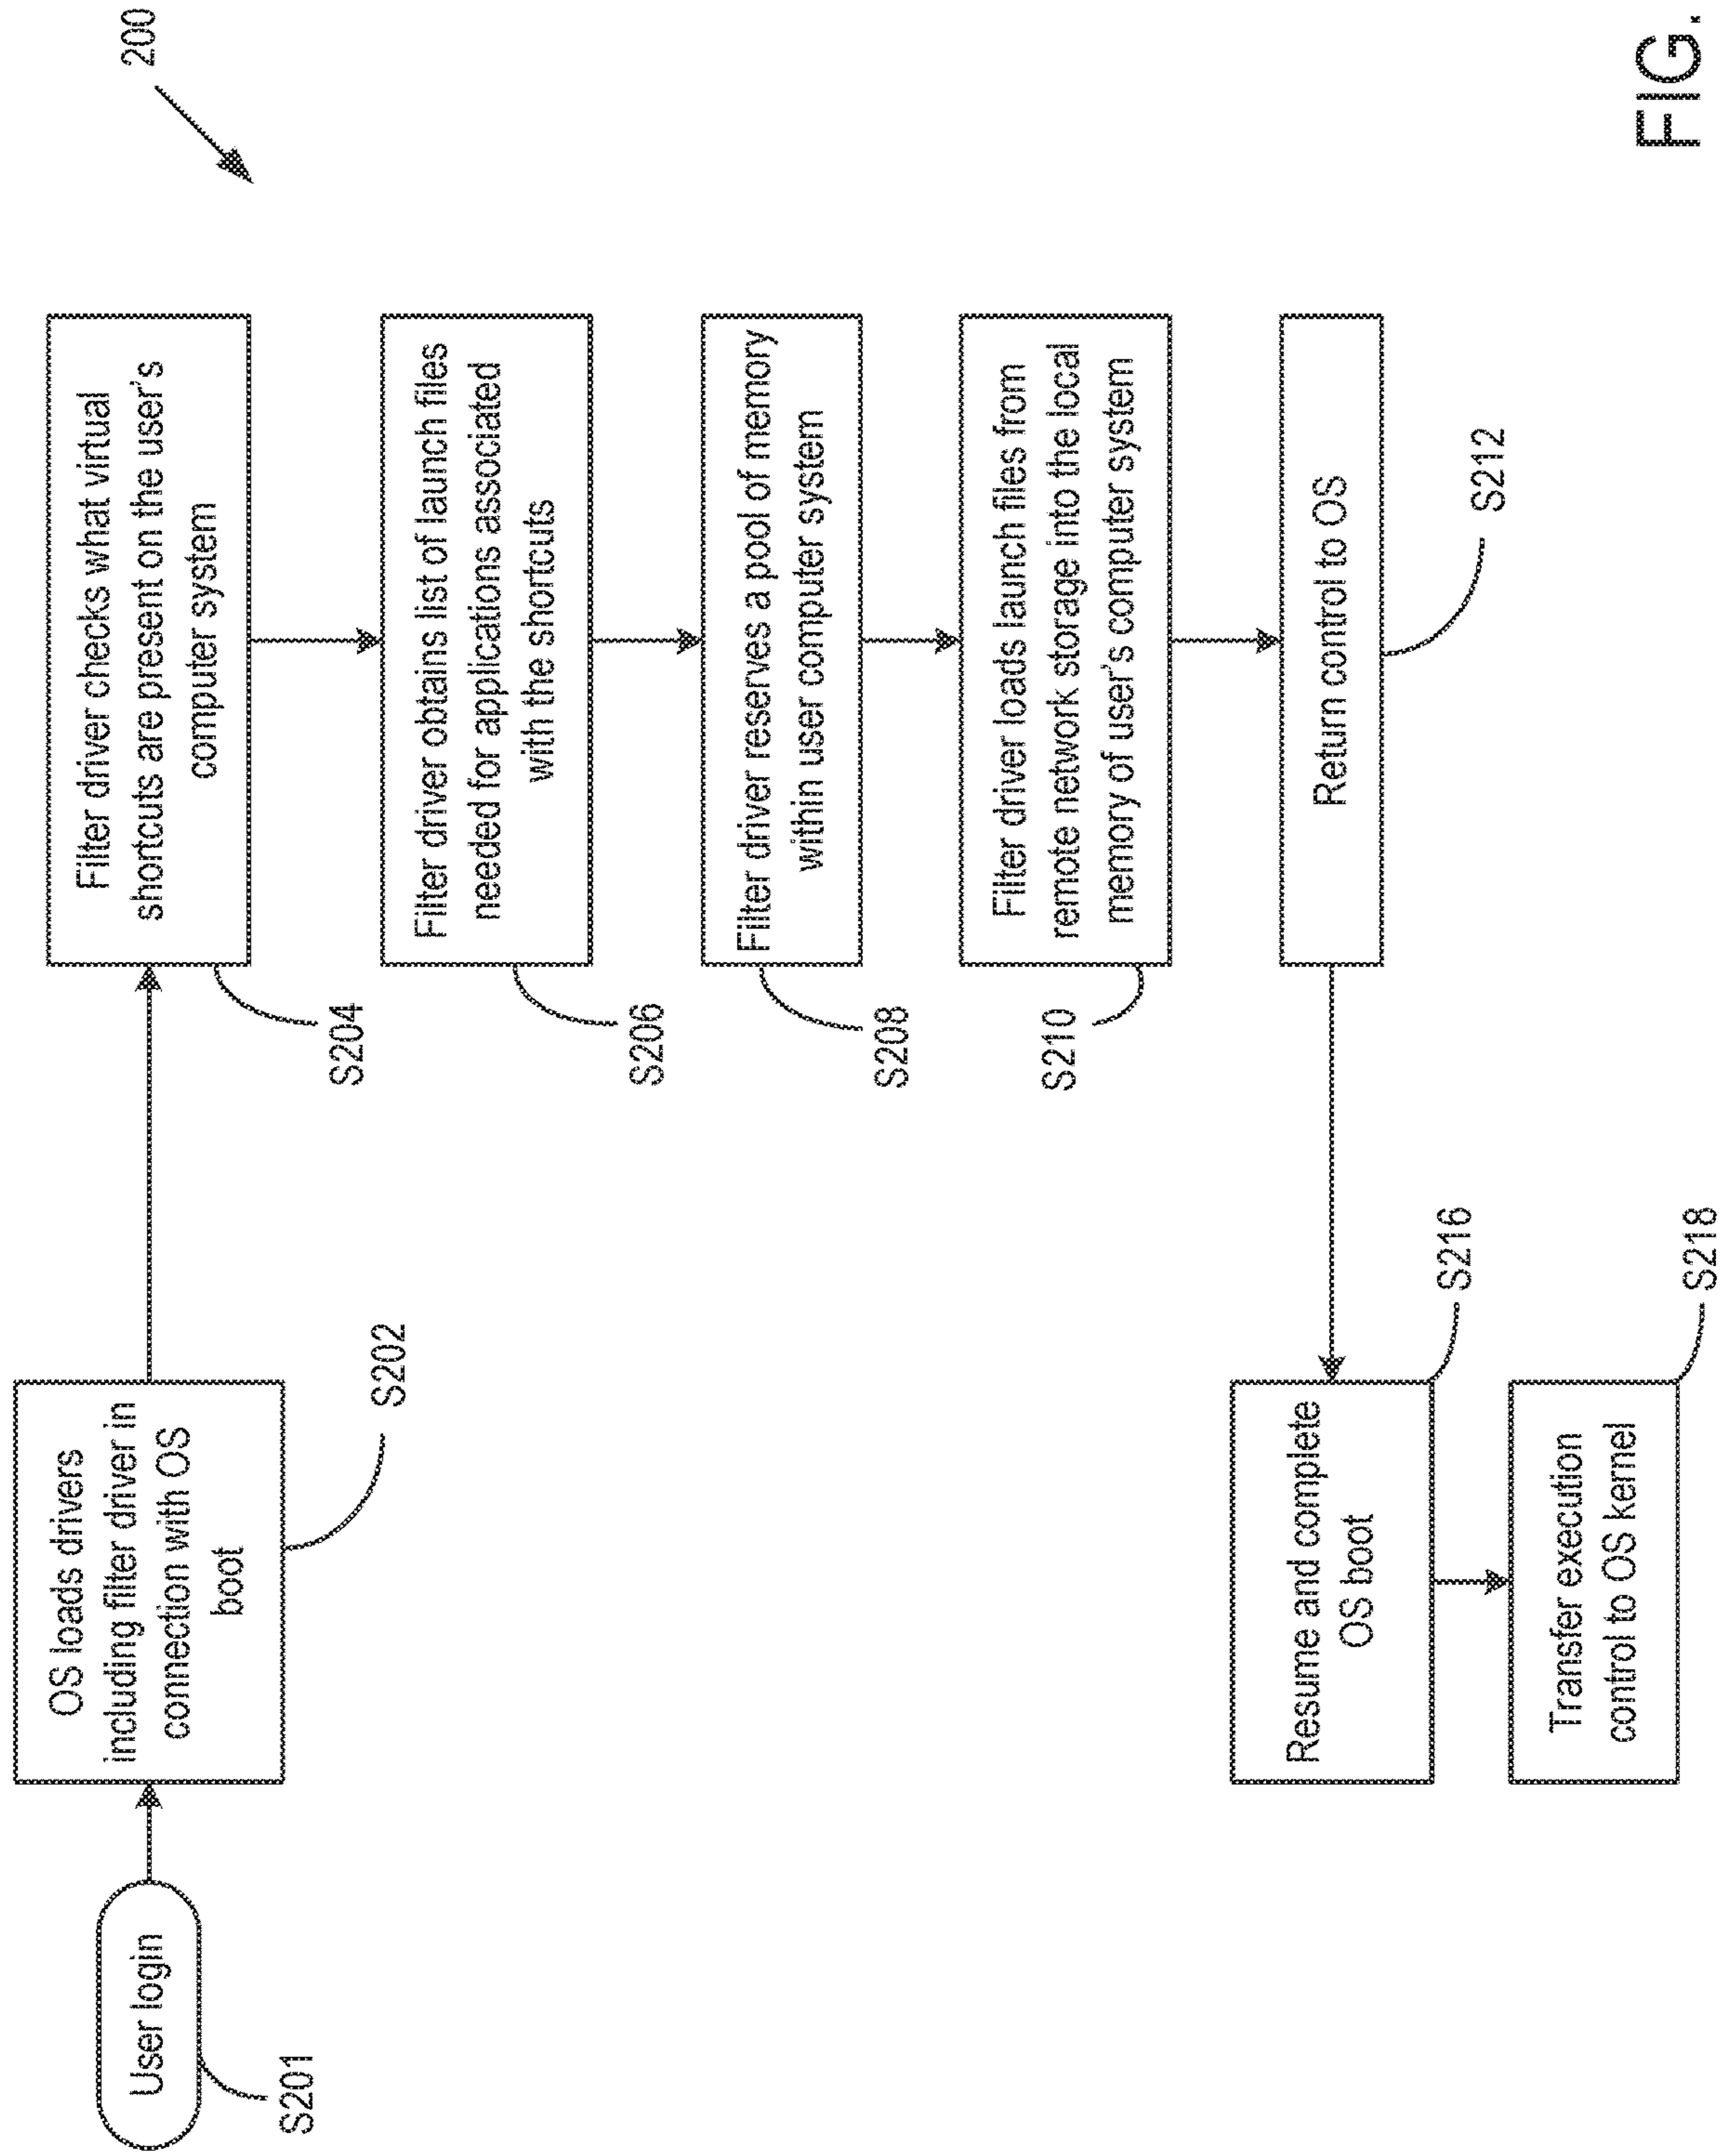 200
User login
S201
OS loads drivers
including filter driver in
connection with OS
boot
S202
Filter driver checks what virtual
shortcuts are present on the user's
computer system
S204
Filter driver obtains list of launch files
needed for applications associated
with the shortcuts
S206
Filter driver reserves a pool of memory
within user computer system
S208
Filter driver loads launch files from
remote network storage into the local
memory of user's computer system
S210
Return control to OS
S212
Resume and complete
OS boot
S216
Transfer execution
control to OS kernel
S218
FIG.